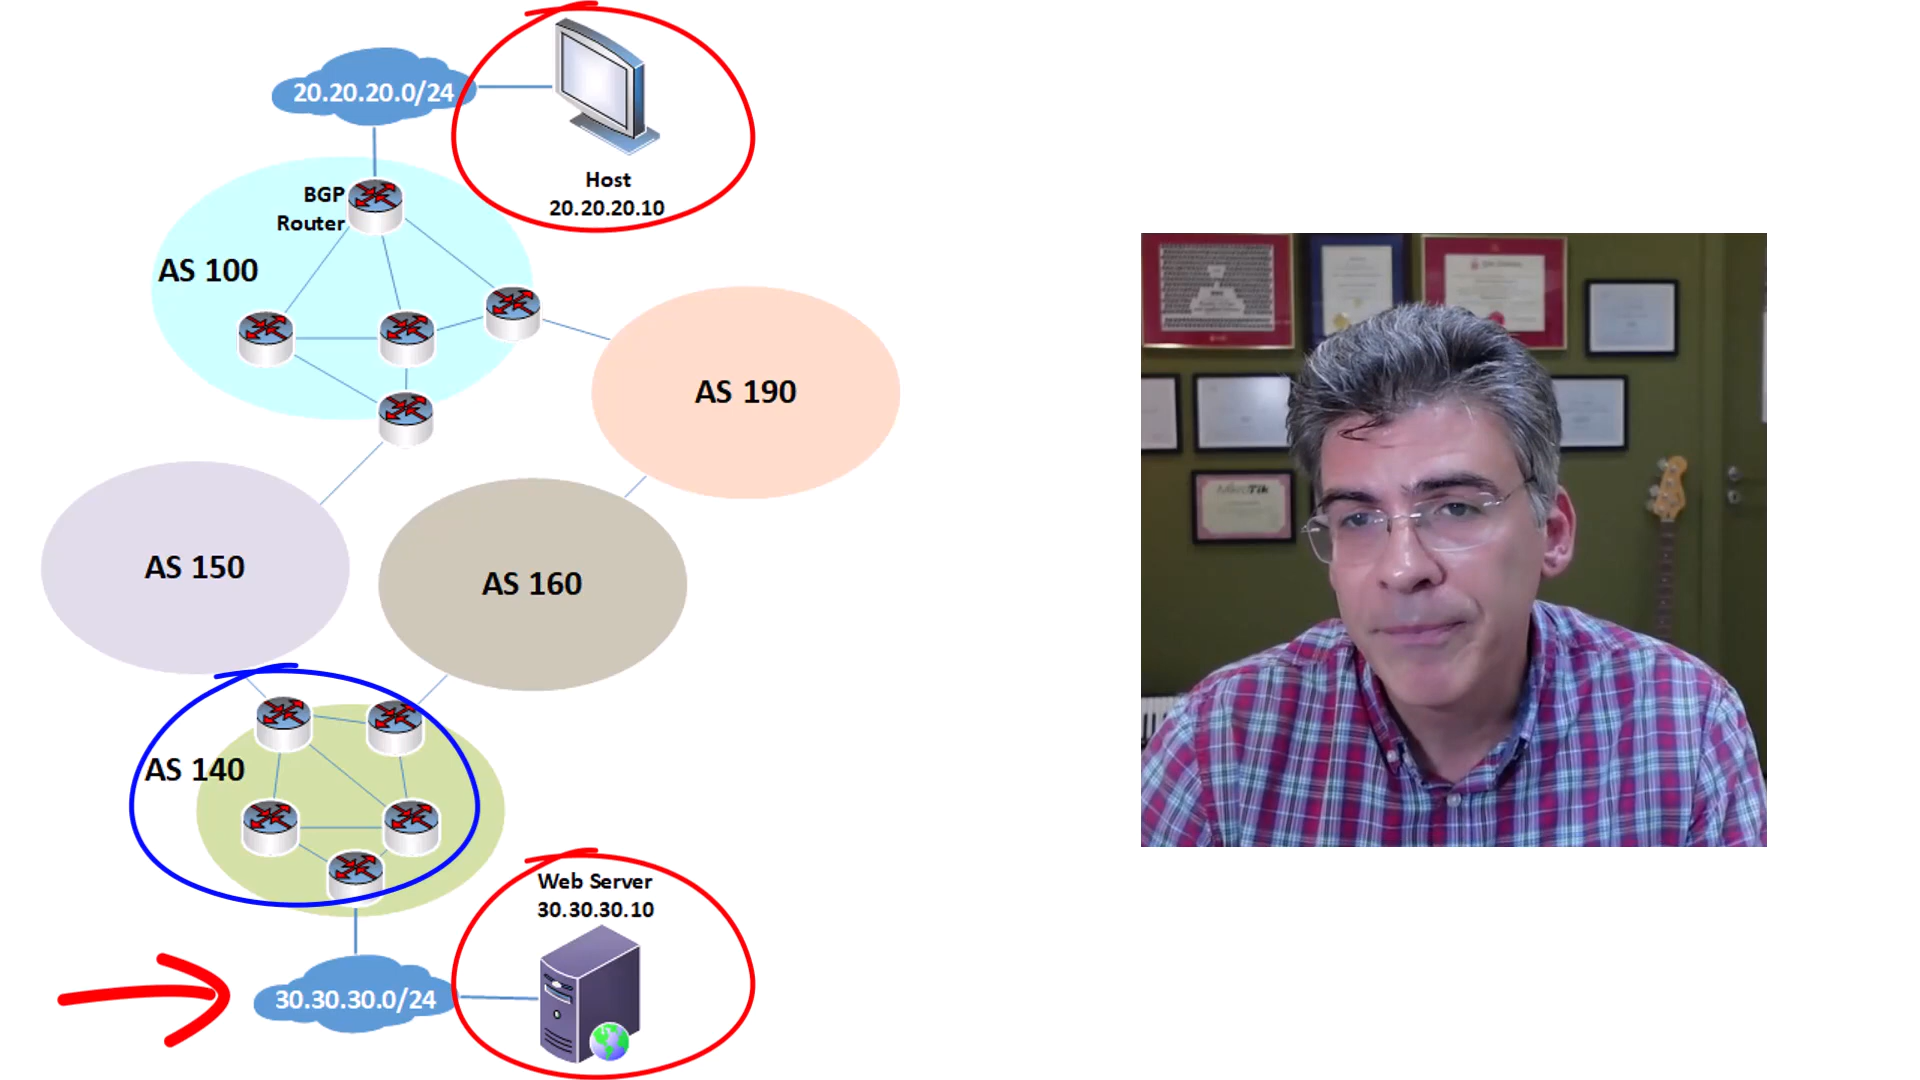 20.20.20.0/24
Host
20.20.20.10
BGP
Router
AS 100
AS 190
AS 150
AS 160
AS 140
Web Server
30.30.30.10
30.30.30.0/24
MikroTik